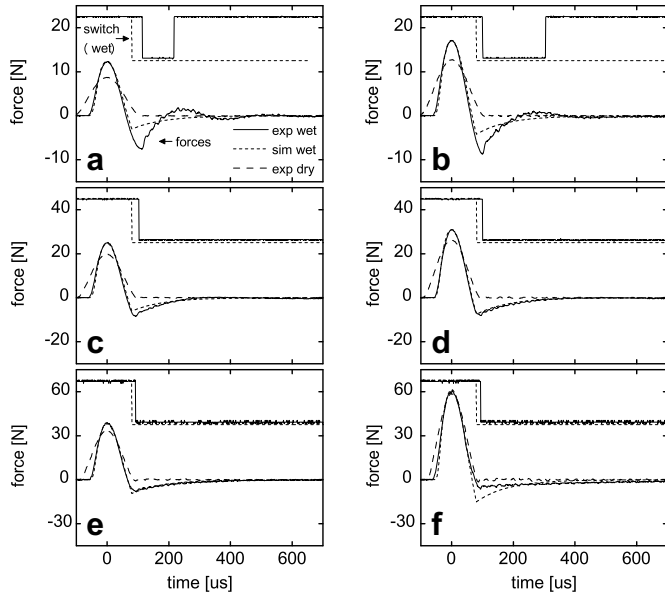 20
10
0
-10
force [N]
switch
( wet)
forces
exp wet
sim wet
exp dry
a
20
10
0
-10
force [N]
b
40
20
0
-20
force [N]
c
40
20
0
-20
force [N]
d
60
30
0
-30
force [N]
e
0 200 400 600
time [us]
60
30
0
-30
force [N]
f
0 200 400 600
time [us]